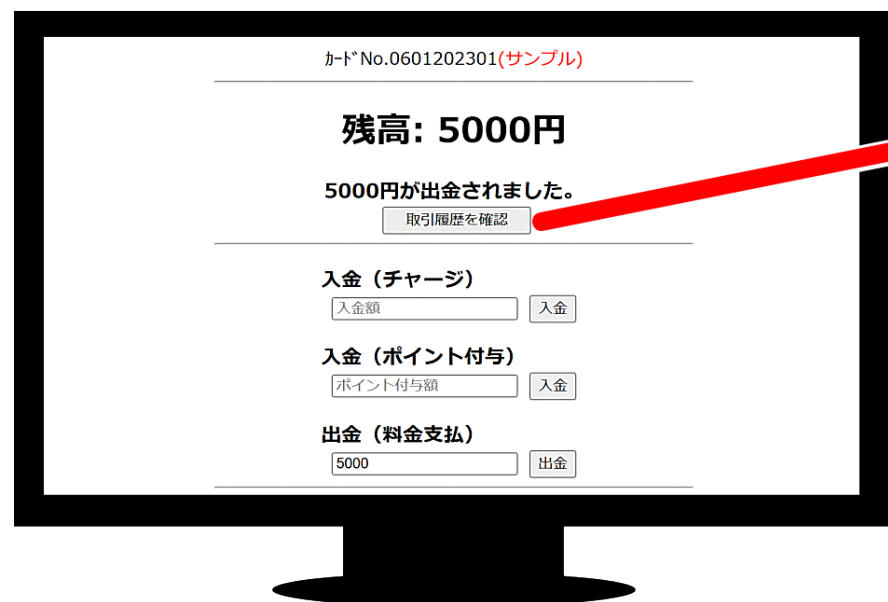 ｶｰﾄﾞNo.0601202301(サンプル)
残高: 5000円
5000円が出金されました。
取引履歴を確認
入金（チャージ）
入金額 入金
入金（ポイント付与）
ポイント付与額 入金
出金（料金支払）
5000 出金